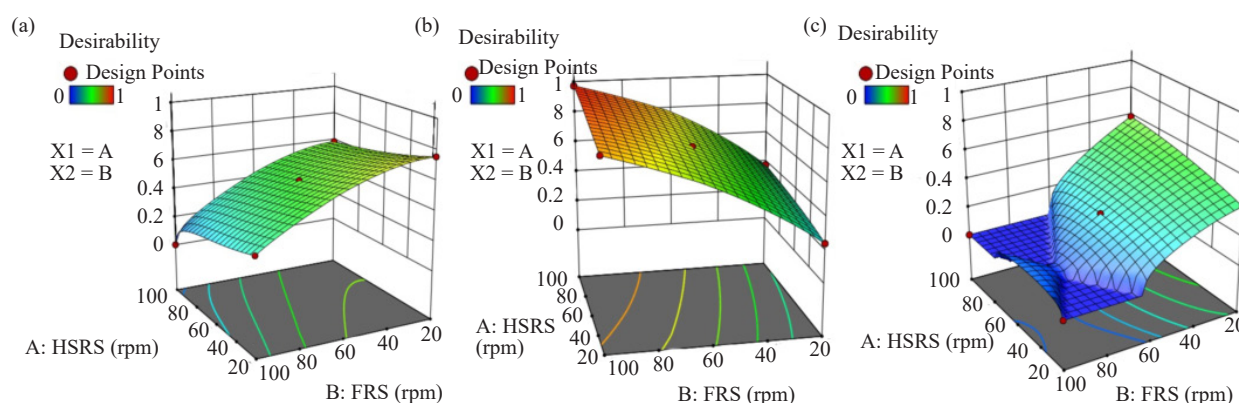 (a)
Desirability
Design Points
0 1
X1 = A
X2 = B
1
8
6
0.4
0.2
0
100
80
60
40
20
A: HSRS (rpm)
100
80
60
40
20
B: FRS (rpm)
(b)
Desirability
Design Points
0 1
X1 = A
X2 = B
1
8
6
0.4
0.2
0
100
80
60
40
20
A: HSRS
(rpm)
100
80
60
40
20
B: FRS (rpm)
(c)
Desirability
Design Points
0 1
X1 = A
X2 = B
1
8
6
0.4
0.2
0
100
80
60
40
20
A: HSRS (rpm)
100
80
60
40
20
B: FRS (rpm)